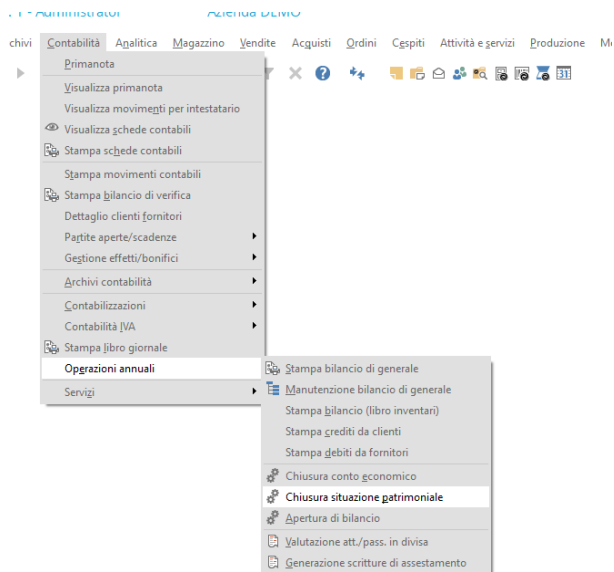 : 1 - Administrator Azienda DEMO
chivi Contabilità Analitica Magazzino Vendite Acquisti Ordini Cespiti Attività e servizi Produzione
Primanota
Visualizza primanota
Visualizza movimenti per intestatario
Visualizza schede contabili
Stampa schede contabili
Stampa movimenti contabili
Stampa bilancio di verifica
Dettaglio clienti fornitori
Partite aperte/scadenze
Gestione effetti/bonifici
Archivi contabilità
Contabilizzazioni
Contabilità IVA
Stampa libro giornale
Operazioni annuali
Servizi
Stampa bilancio di generale
Manutenzione bilancio di generale
Stampa bilancio (libro inventari)
Stampa crediti da clienti
Stampa debiti da fornitori
Chiusura conto economico
Chiusura situazione patrimoniale
Apertura di bilancio
Valutazione att./pass. in divisa
Generazione scritture di assestamento